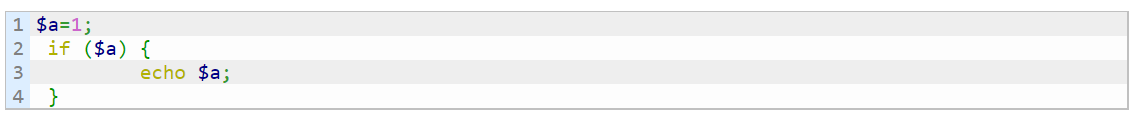 1 $a=1;
2  if ($a) {
3          echo $a;
4  }